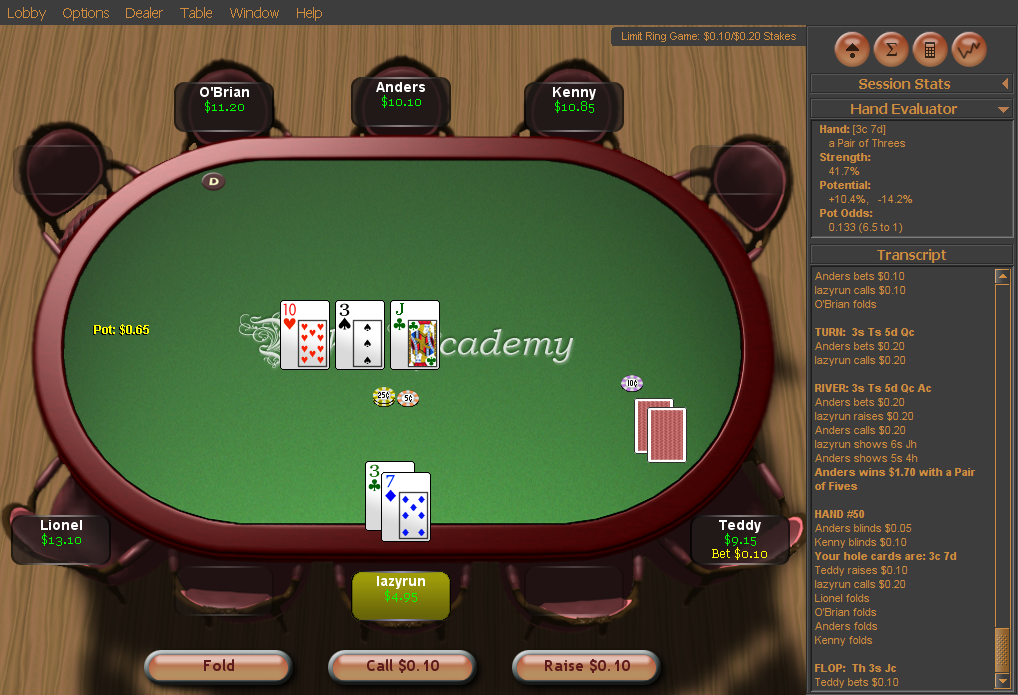 Lobby Options Dealer Table Window Help
Limit Ring Game: $0.10/$0.20 Stakes
O'Brian
$11.20
Anders
$10.10
Kenny
$10.85
D
Pot: $0.65
10
3
J
cademy
25¢
5¢
10¢
3
7
Lionel
$13.10
Teddy
$9.15
Bet $0.10
lazyrun
$4.95
Fold
Call $0.10
Raise $0.10
Σ
Session Stats
Hand Evaluator
Hand: [3c 7d]
a Pair of Threes
Strength:
41.7%
Potential:
+10.4%, -14.2%
Pot Odds:
0.133 (6.5 to 1)
Transcript
Anders bets $0.10
lazyrun calls $0.10
O'Brian folds
TURN: 3s Ts 5d Qc
Anders bets $0.20
lazyrun calls $0.20
RIVER: 3s Ts 5d Qc Ac
Anders bets $0.20
lazyrun raises $0.20
Anders calls $0.20
lazyrun shows 6s Jh
Anders shows 5s 4h
Anders wins $1.70 with a Pair
of Fives
HAND #50
Anders blinds $0.05
Kenny blinds $0.10
Your hole cards are: 3c 7d
Teddy raises $0.10
lazyrun calls $0.20
Lionel folds
O'Brian folds
Anders folds
Kenny folds
FLOP: Th 3s Jc
Teddy bets $0.10